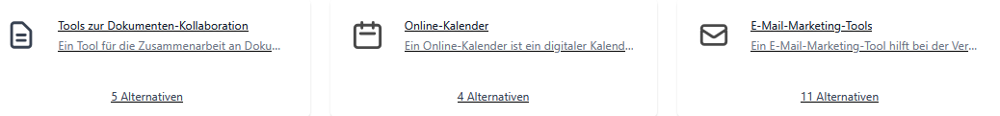 Tools zur Dokumenten-Kollaboration
Ein Tool für die Zusammenarbeit an Doku...
5 Alternativen
Online-Kalender
Ein Online-Kalender ist ein digitaler Kalend...
4 Alternativen
E-Mail-Marketing-Tools
Ein E-Mail-Marketing-Tool hilft bei der Ver...
11 Alternativen